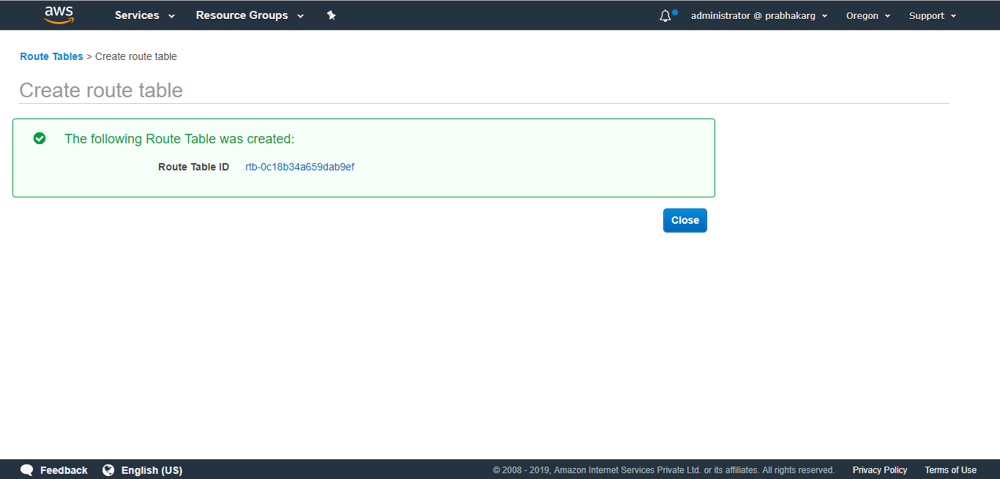 aws Services Resource Groups administrator @ prabhakarg Oregon Support
Route Tables > Create route table
Create route table
The following Route Table was created:
Route Table ID rtb-0c18b34a659dab9ef
Close
Feedback English (US) © 2008 - 2019, Amazon Internet Services Private Ltd. or its affiliates. All rights reserved. Privacy Policy Terms of Use